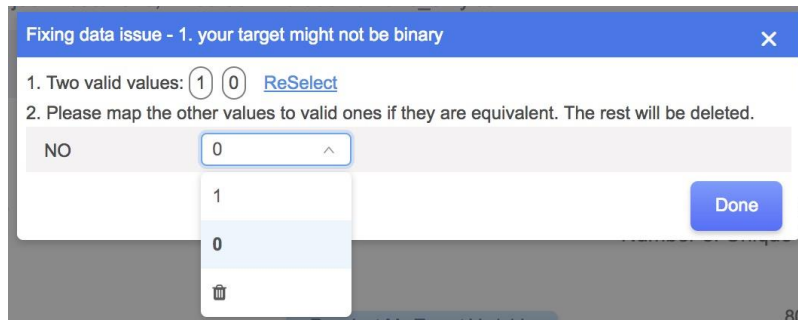 Fixing data issue - 1. your target might not be binary
1. Two valid values: 1 0 ReSelect
2. Please map the other values to valid ones if they are equivalent. The rest will be deleted.
NO 0
1
Done
0
80